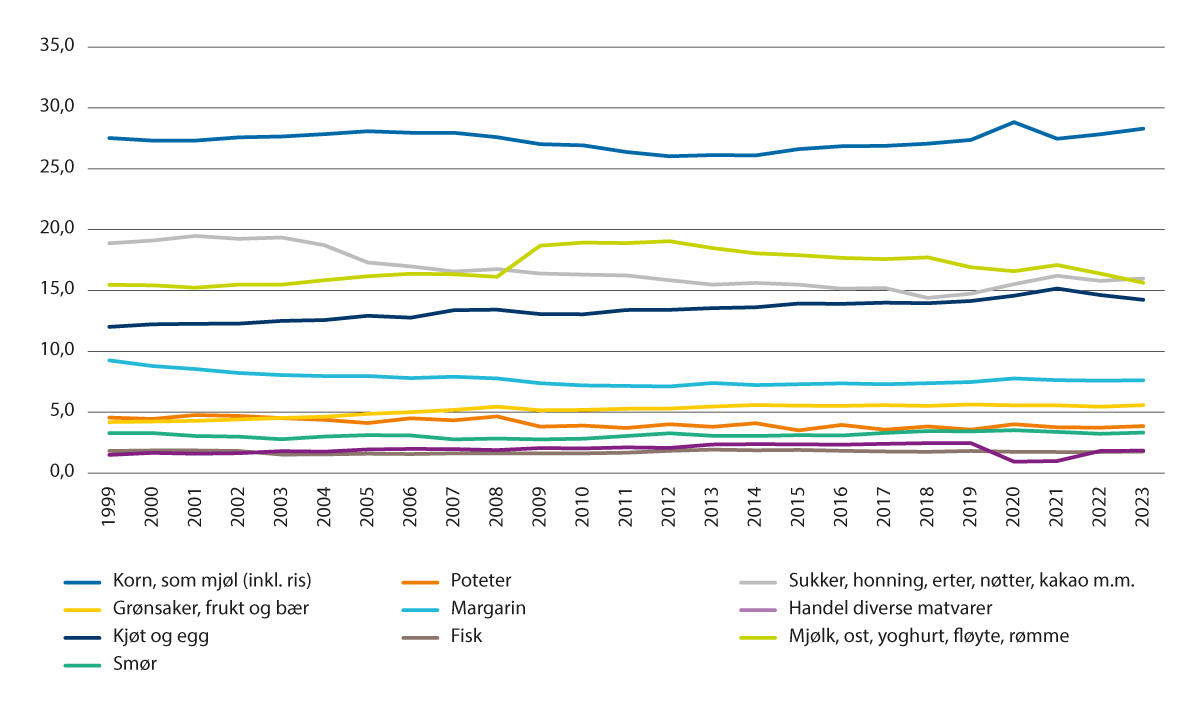 35,0
30,0
25,0
20,0
15,0
10,0
5,0
0,0
1999 2000 2001 2002 2003 2004 2005 2006 2007 2008 2009 2010 2011 2012 2013 2014 2015 2016 2017 2018 2019 2020 2021 2022 2023
Korn, som mjøl (inkl. ris) Poteter Sukker, honning, erter, nøtter, kakao m.m.
Grønsaker, frukt og bær Margarin Handel diverse matvarer
Kjøt og egg Fisk Mjølk, ost, yoghurt, fløyte, rømme
Smør